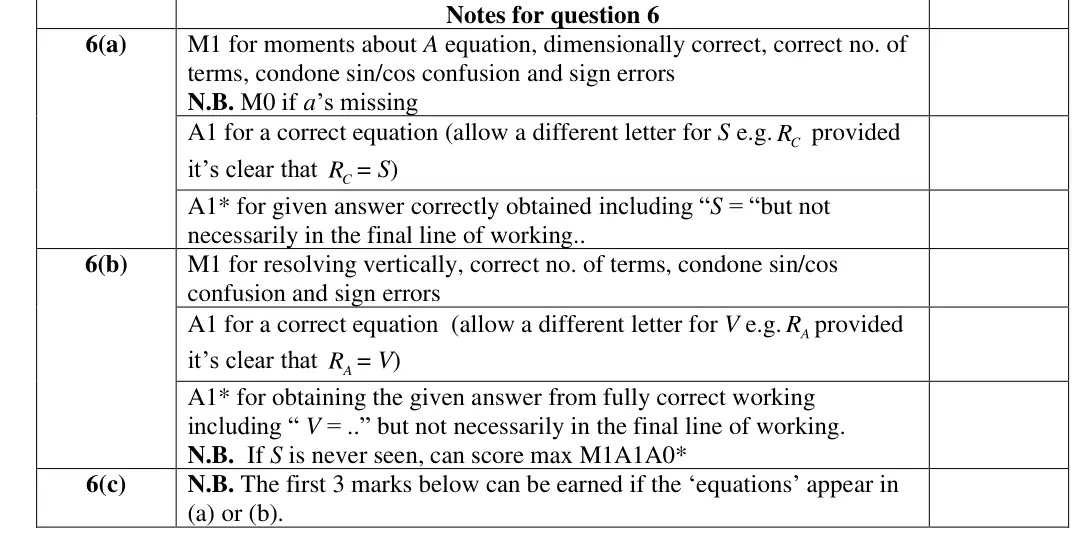 Notes for question 6
6(a)
M1 for moments about A equation, dimensionally correct, correct no. of
terms, condone sin/cos confusion and sign errors
N.B. M0 if a’s missing
A1 for a correct equation (allow a different letter for S e.g. R_C provided
it’s clear that R_C = S)
A1* for given answer correctly obtained including “S = “but not
necessarily in the final line of working..
6(b)
M1 for resolving vertically, correct no. of terms, condone sin/cos
confusion and sign errors
A1 for a correct equation (allow a different letter for V e.g. R_A provided
it’s clear that R_A = V)
A1* for obtaining the given answer from fully correct working
including “ V = ..” but not necessarily in the final line of working.
N.B. If S is never seen, can score max M1A1A0*
6(c)
N.B. The first 3 marks below can be earned if the ‘equations’ appear in
(a) or (b).